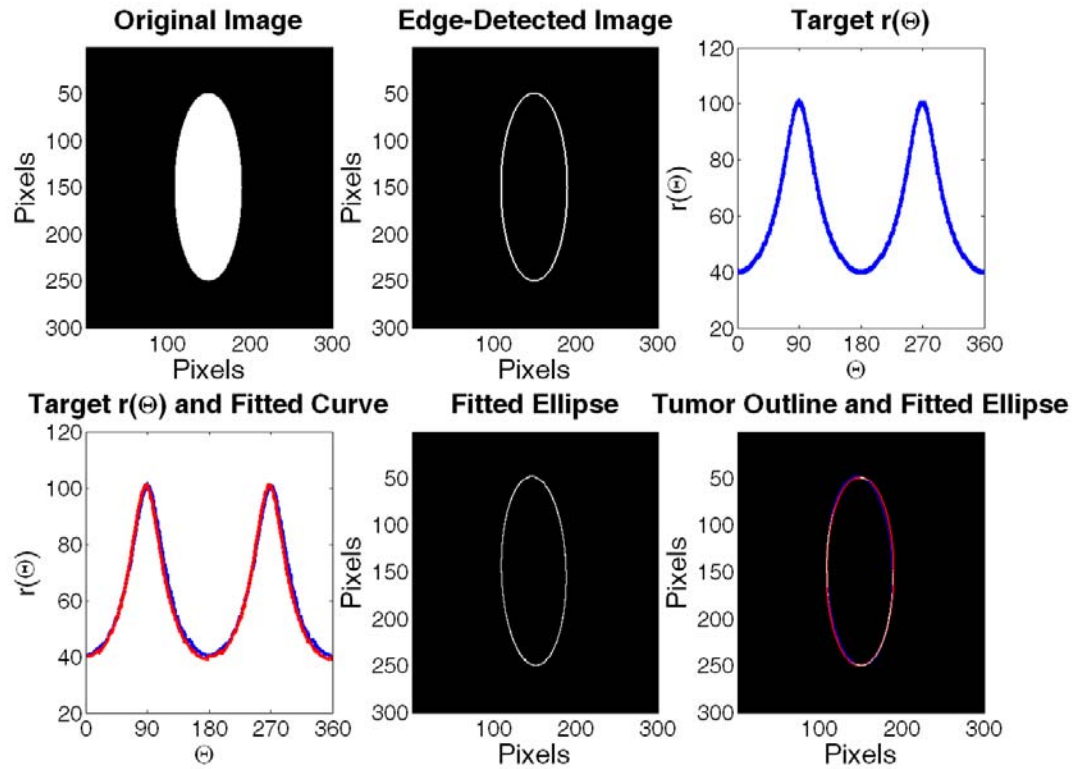 Original Image
50
100
150
200
250
300
Pixels
100 200 300
Pixels
Edge-Detected Image
50
100
150
200
250
300
Pixels
100 200 300
Pixels
Target r(Θ)
120
100
80
60
40
20
r(Θ)
0 90 180 270 360
Θ
Target r(Θ) and Fitted Curve
120
100
80
60
40
20
r(Θ)
0 90 180 270 360
Θ
Fitted Ellipse
50
100
150
200
250
300
Pixels
100 200 300
Pixels
Tumor Outline and Fitted Ellipse
50
100
150
200
250
300
Pixels
100 200 300
Pixels